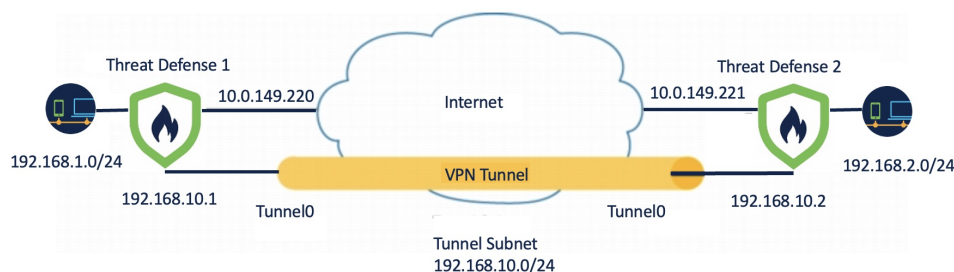 Threat Defense 1
Threat Defense 2
10.0.149.220
Internet
10.0.149.221
192.168.1.0/24
VPN Tunnel
192.168.2.0/24
192.168.10.1
192.168.10.2
Tunnel0
Tunnel0
Tunnel Subnet
192.168.10.0/24